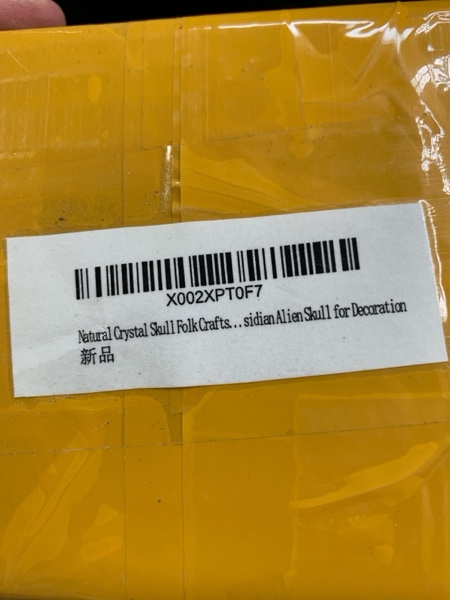 X002XPT0F7
Natural Crystal Skull Folk Crafts...sidian Alien Skull for Decoration
新品